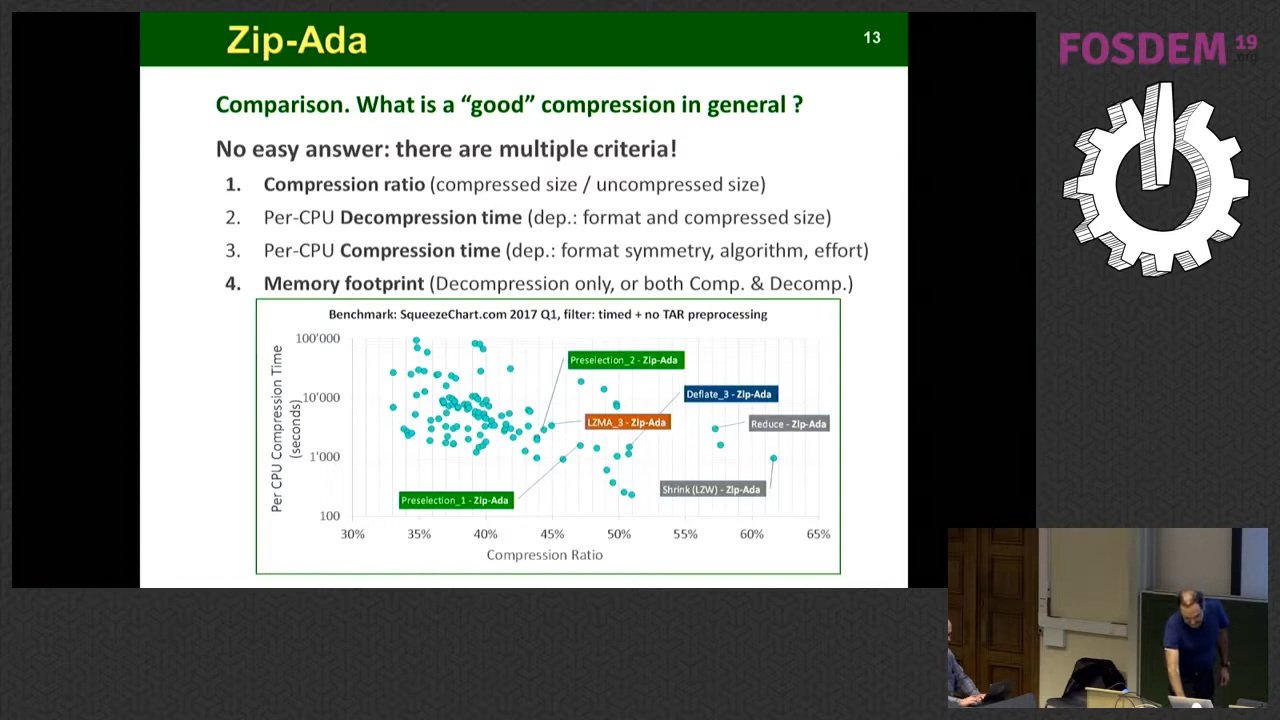 Zip-Ada
13
FOSDEM 19
.org
Comparison. What is a “good” compression in general ?
No easy answer: there are multiple criteria!
1. Compression ratio (compressed size / uncompressed size)
2. Per-CPU Decompression time (dep.: format and compressed size)
3. Per-CPU Compression time (dep.: format symmetry, algorithm, effort)
4. Memory footprint (Decompression only, or both Comp. & Decomp.)
Benchmark: SqueezeChart.com 2017 Q1, filter: timed + no TAR preprocessing
Per CPU Compression Time
(seconds)
100'000
10'000
1'000
100
Preselection_2 - Zip-Ada
Deflate_3 - Zip-Ada
LZMA_3 - Zip-Ada
Reduce - Zip-Ada
Shrink (LZW) - Zip-Ada
Preselection_1 - Zip-Ada
30% 35% 40% 45% 50% 55% 60% 65%
Compression Ratio